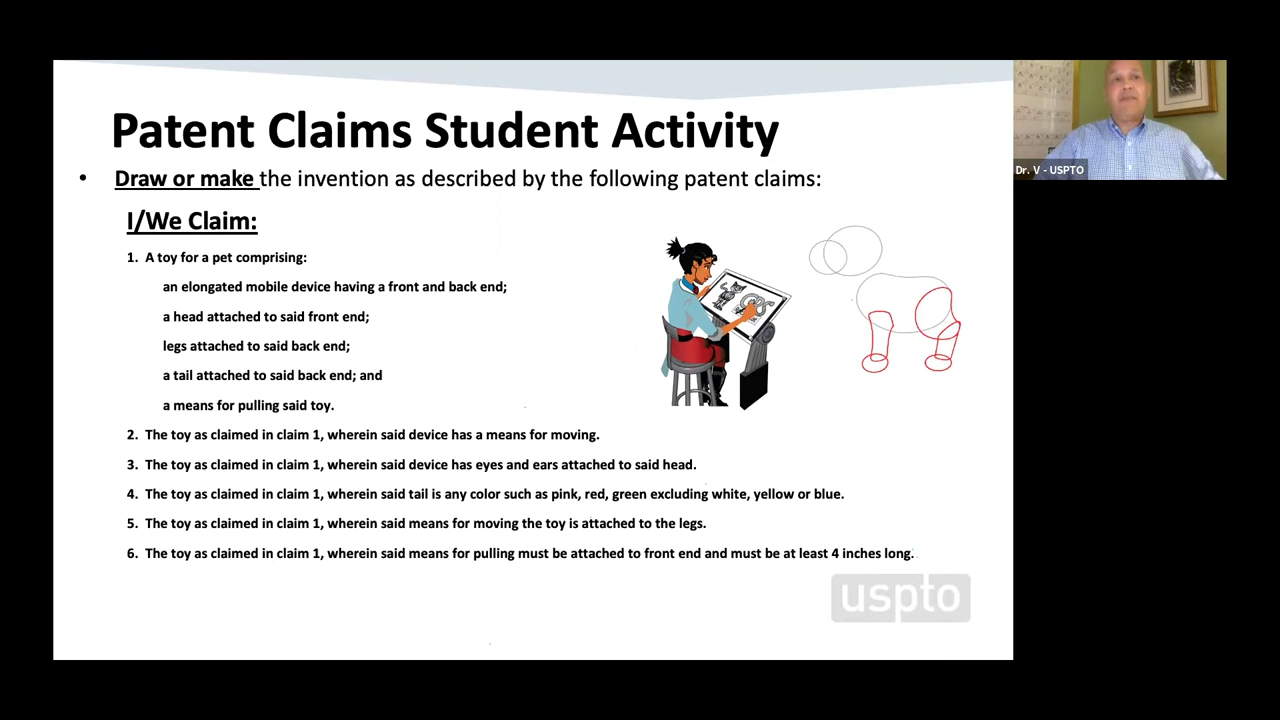 Patent Claims Student Activity
• Draw or make the invention as described by the following patent claims:
I/We Claim:
1. A toy for a pet comprising:
an elongated mobile device having a front and back end;
a head attached to said front end;
legs attached to said back end;
a tail attached to said back end; and
a means for pulling said toy.
2. The toy as claimed in claim 1, wherein said device has a means for moving.
3. The toy as claimed in claim 1, wherein said device has eyes and ears attached to said head.
4. The toy as claimed in claim 1, wherein said tail is any color such as pink, red, green excluding white, yellow or blue.
5. The toy as claimed in claim 1, wherein said means for moving the toy is attached to the legs.
6. The toy as claimed in claim 1, wherein said means for pulling must be attached to front end and must be at least 4 inches long.
uspto
Dr. V - USPTO